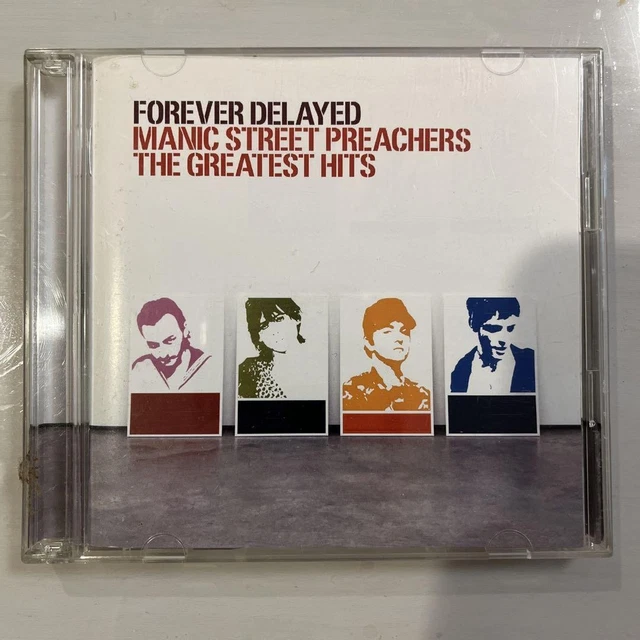 FOREVER DELAYED
MANIC STREET PREACHERS
THE GREATEST HITS